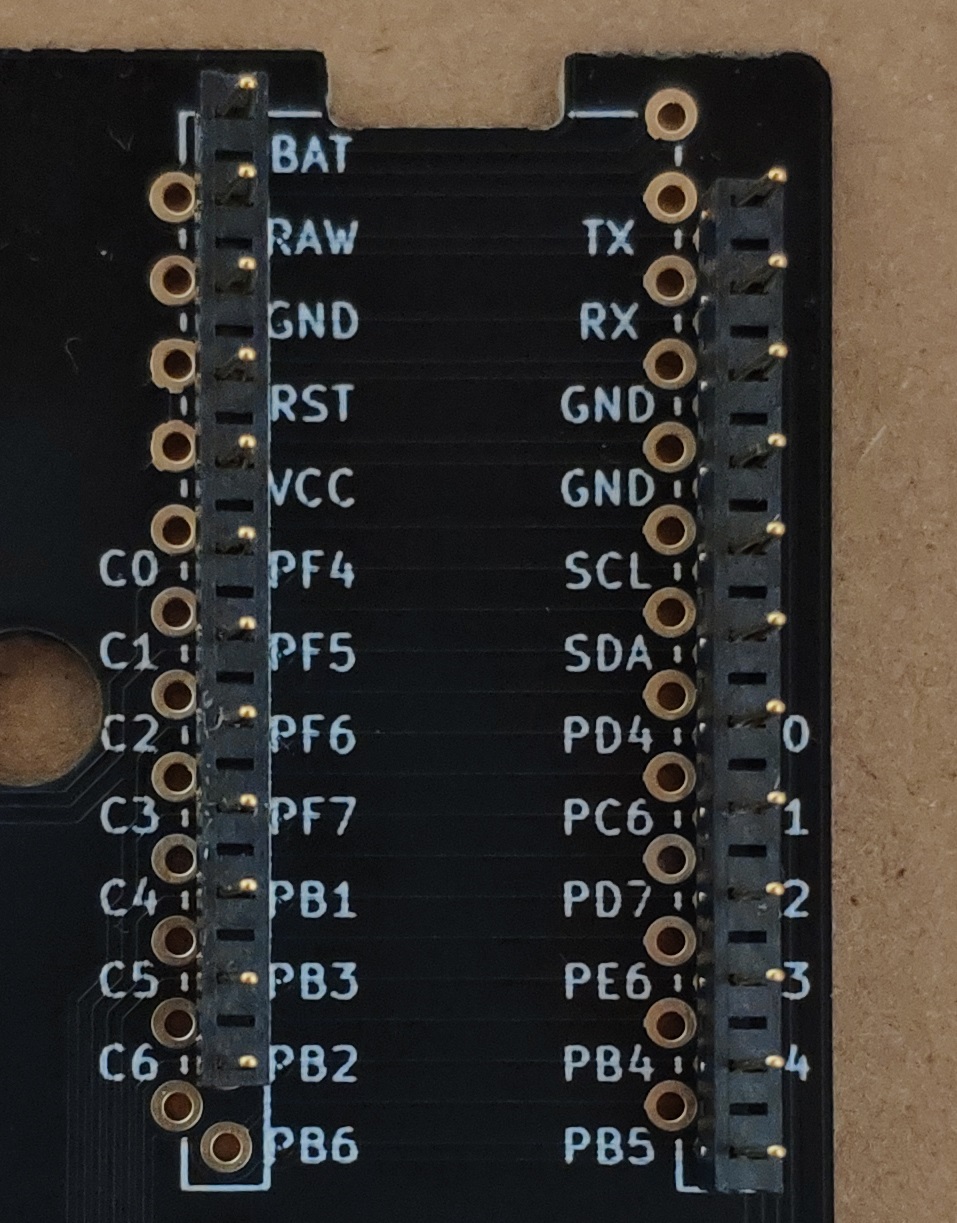 BAT
RAW TX
GND RX
RST GND
VCC GND
C0 PF4 SCL
C1 PF5 SDA
C2 PF6 PD4 0
C3 PF7 PC6 1
C4 PB1 PD7 2
C5 PB3 PE6 3
C6 PB2 PB4 4
PB6 PB5